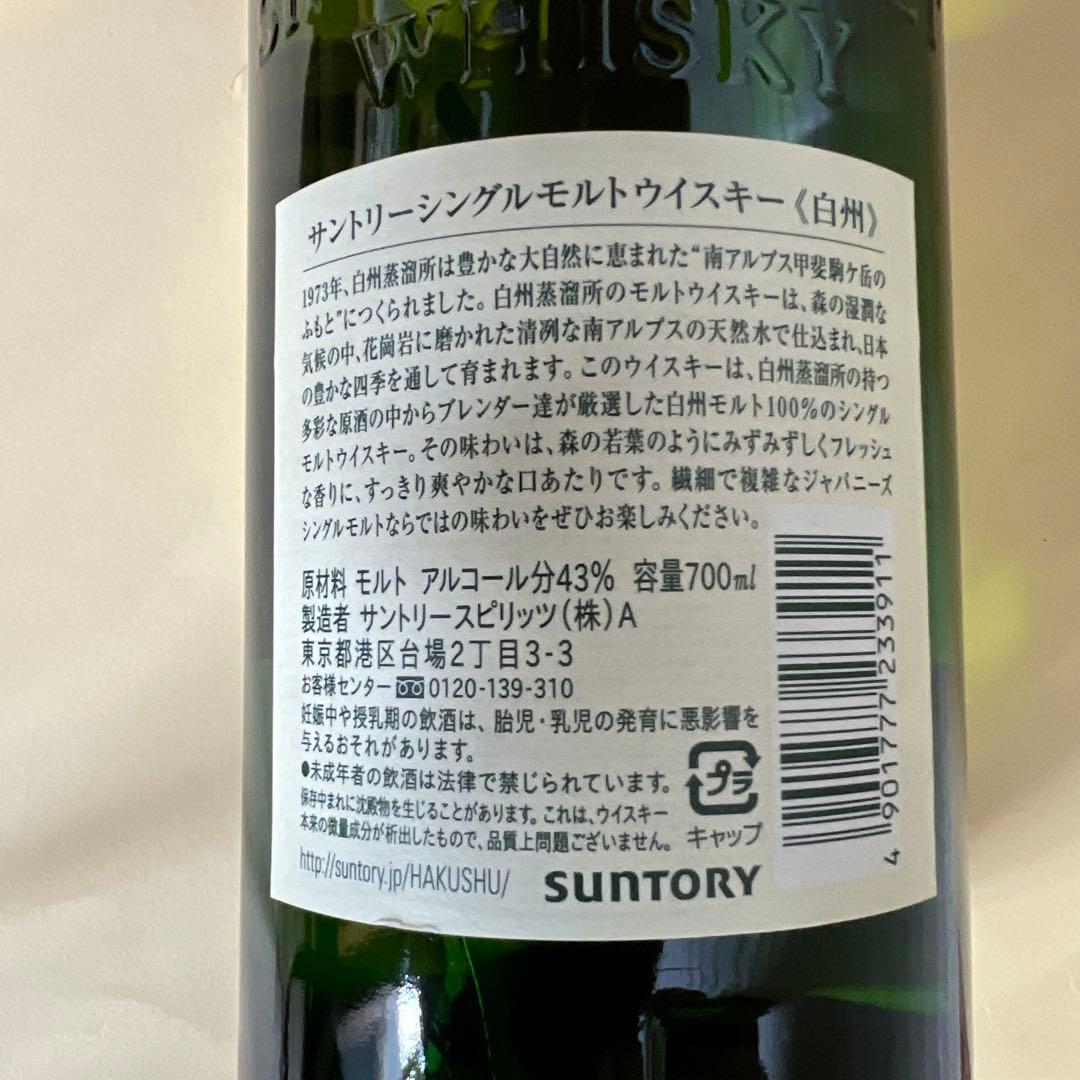 WHISKY
サントリーシングルモルトウイスキー《白州》
1973年、白州蒸溜所は豊かな大自然に恵まれた“南アルプス甲斐駒ケ岳の
ふもと”につくられました。白州蒸溜所のモルトウイスキーは、森の湿潤な
気候の中、花崗岩に磨かれた清冽な南アルプスの天然水で仕込まれ、日本
の豊かな四季を通して育まれます。このウイスキーは、白州蒸溜所の持つ
多彩な原酒の中からブレンダー達が厳選した白州モルト100%のシングル
モルトウイスキー。その味わいは、森の若葉のようにみずみずしくフレッシュ
な香りに、すっきり爽やかな口あたりです。繊細で複雑なジャパニーズ
シングルモルトならではの味わいをぜひお楽しみください。
原材料 モルト アルコール分43% 容量700ml
製造者 サントリースピリッツ(株)A
東京都港区台場2丁目3-3
お客様センター 0120-139-310
妊娠中や授乳期の飲酒は、胎児・乳児の発育に悪影響を
与えるおそれがあります。
●未成年者の飲酒は法律で禁じられています。
保存中まれに沈殿物を生じることがあります。これは、ウイスキー
本来の微量成分が析出したもので、品質上問題ございません。
プラ
キャップ
http://suntory.jp/HAKUSHU/
SUNTORY
4 901777 233911